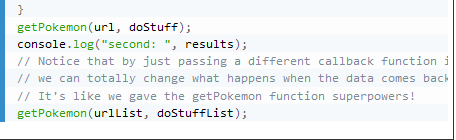 }
getPokemon(url, doStuff);
console.log("second: ", results);
// Notice that by just passing a different callback function
// we can totally change what happens when the data comes back
// It's like we gave the getPokemon function superpowers!
getPokemon(urlList, doStuffList);